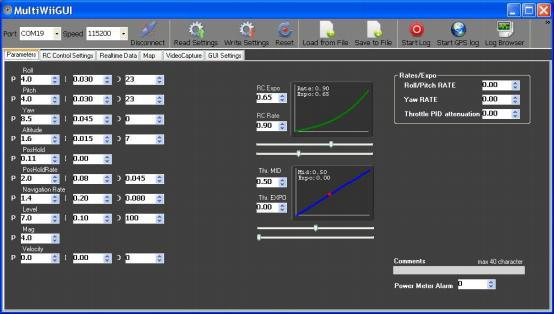 MultiWiiGUI
Port COM19 Speed 115200 Disconnect Read Settings Write Settings Reset Load from File Save to File Start Log Start GPS log Log Browser
Parameters RC Control Settings Realtime Data Map VideoCapture GUI Settings
Roll
P 4.0 I 0.030 D 23
Pitch
P 4.0 I 0.030 D 23
Yaw
P 8.5 I 0.045 D 0
Altitude
P 1.6 I 0.015 D 7
PosHold
P 0.11 I 0.00
PosHoldRate
P 2.0 I 0.08 D 0.045
Navigation Rate
P 1.4 I 0.20 D 0.080
Level
P 7.0 I 0.10 D 100
Mag
P 4.0
Velocity
P 0.0 I 0.00 D 0
RC Expo
0.65
RC Rate
0.90
Rate:0.90
Expo:0.65
Thr. MID
0.50
Thr. EXPO
0.00
Mid:0.50
Expo:0.00
Rates/Expo
Roll/Pitch RATE 0.00
Yaw RATE 0.00
Throttle PID attenuation 0.00
Comments max 40 character
Power Meter Alarm 0